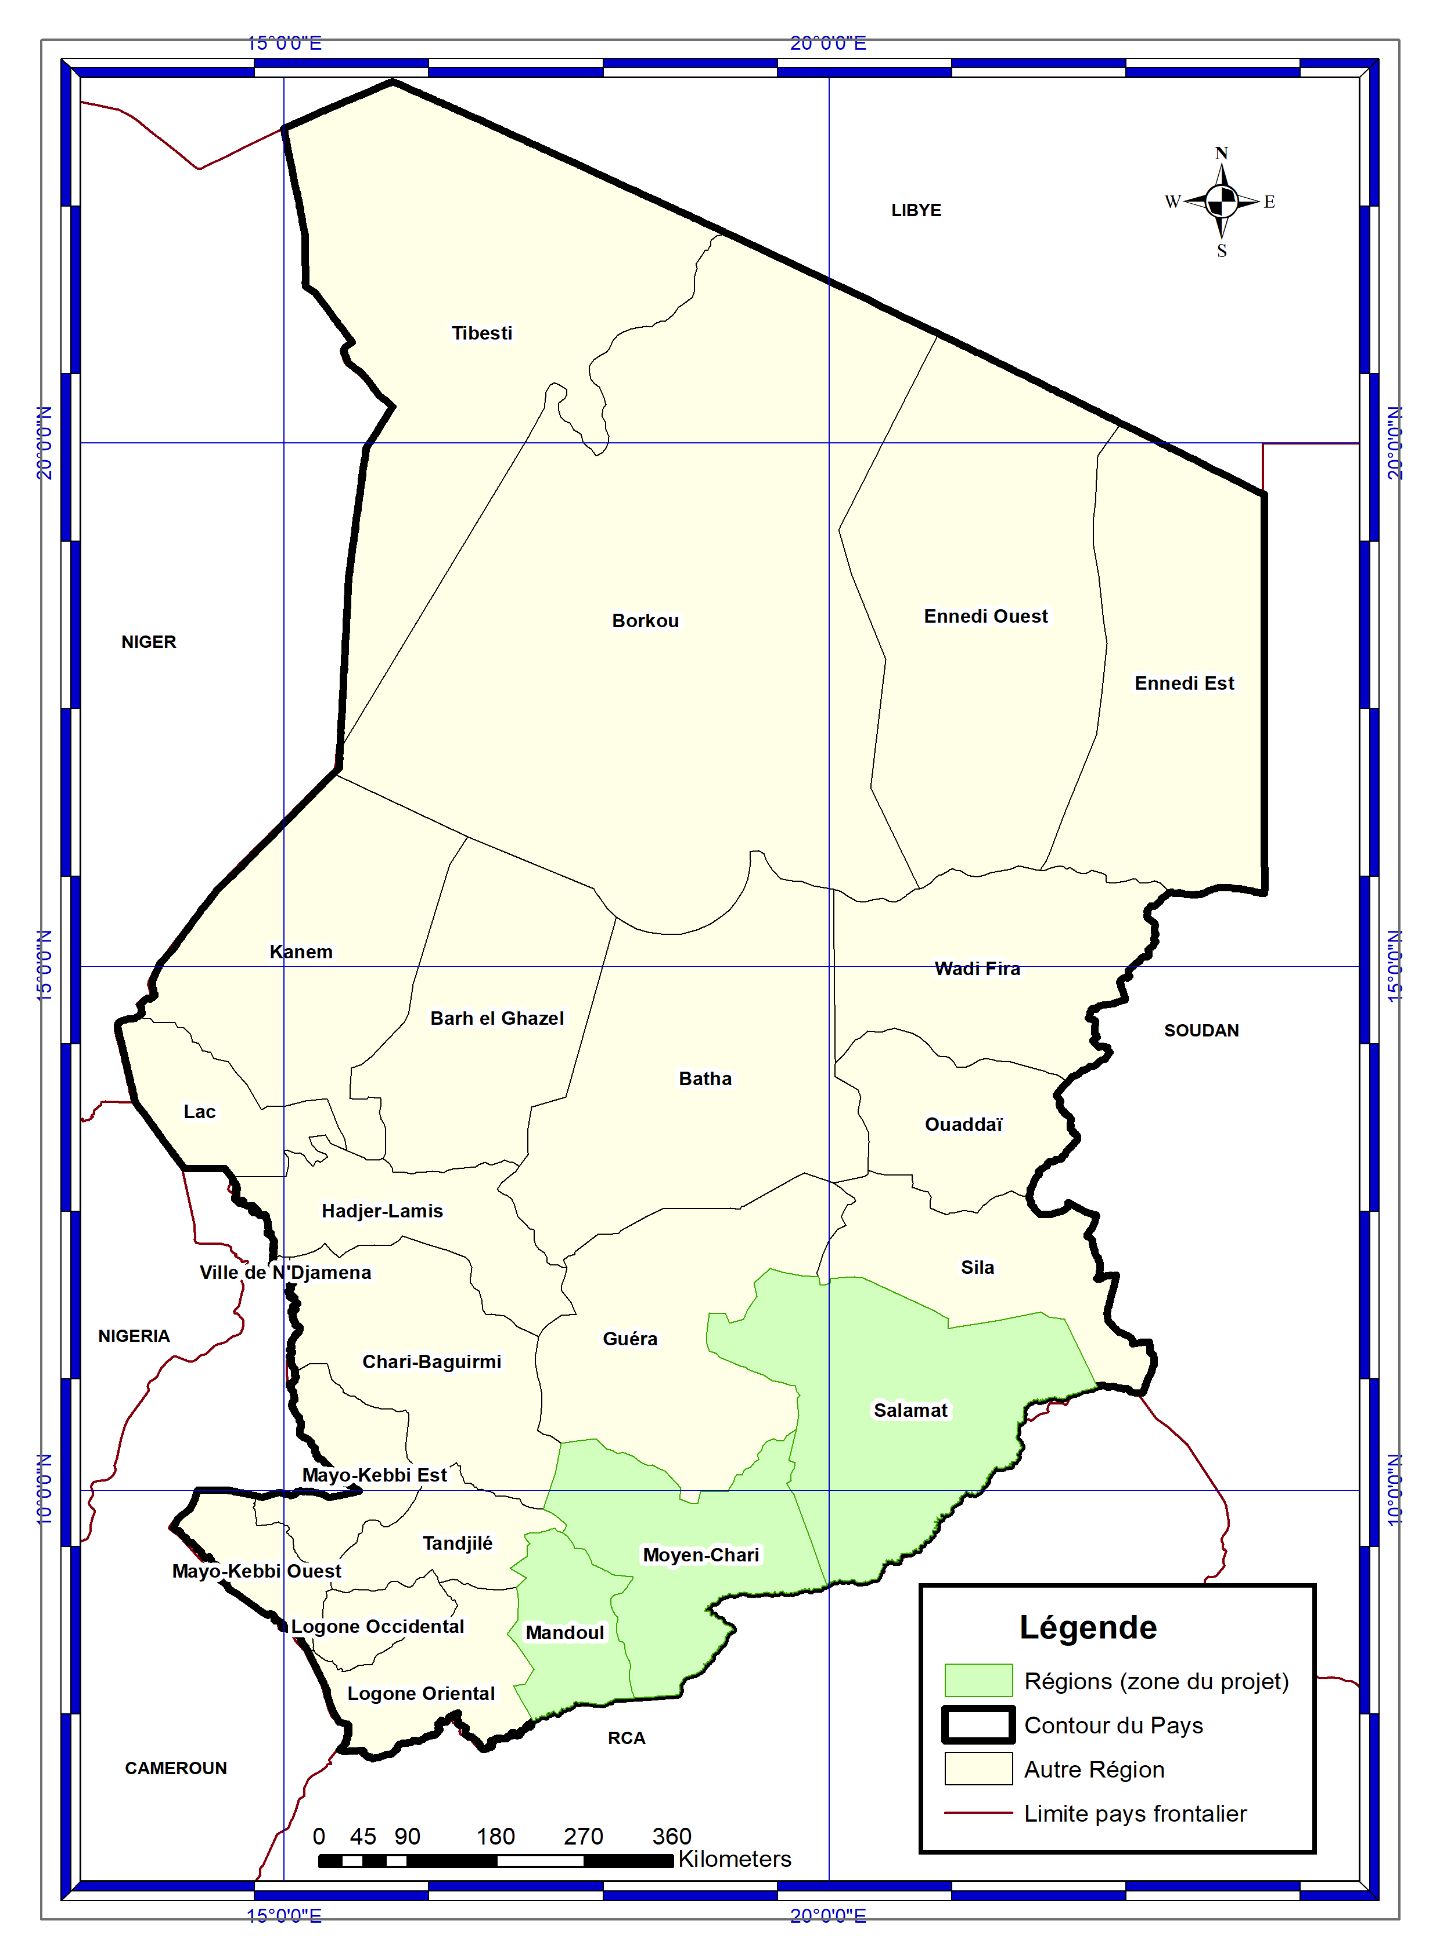 15°0'0"E
20°0'0"E
N
W
E
S
LIBYE
Tibesti
20°0'0"N
20°0'0"N
NIGER
Borkou
Ennedi Ouest
Ennedi Est
Kanem
Wadi Fira
15°0'0"N
15°0'0"N
Barh el Ghazel
SOUDAN
Batha
Lac
Ouaddaï
Hadjer-Lamis
Ville de N'Djamena
Sila
NIGERIA
Guéra
Chari-Baguirmi
Salamat
Mayo-Kebbi Est
10°0'0"N
10°0'0"N
Tandjilé
Moyen-Chari
Mayo-Kebbi Ouest
Logone Occidental
Mandoul
Logone Oriental
RCA
CAMEROUN
Légende
Régions (zone du projet)
Contour du Pays
Autre Région
Limite pays frontalier
0 45 90 180 270 360
Kilometers
15°0'0"E
20°0'0"E